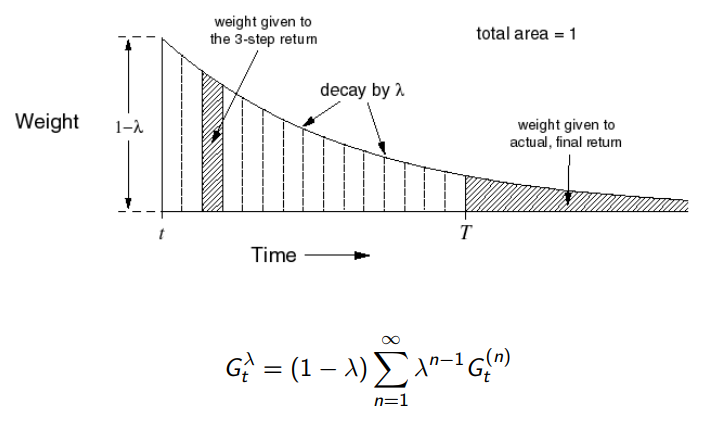 weight given to
the 3-step return
total area = 1
decay by λ
Weight
1−λ
weight given to
actual, final return
t
T
Time
G_t^λ = (1 − λ) ∑_{n=1}^{∞} λ^{n−1} G_t^{(n)}